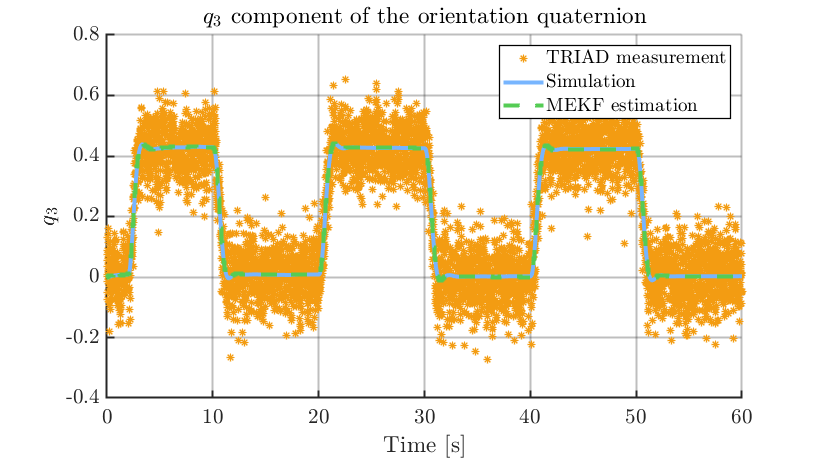 q₃ component of the orientation quaternion
TRIAD measurement
Simulation
MEKF estimation
0.8
0.6
0.4
0.2
0
-0.2
-0.4
q₃
0 10 20 30 40 50 60
Time [s]